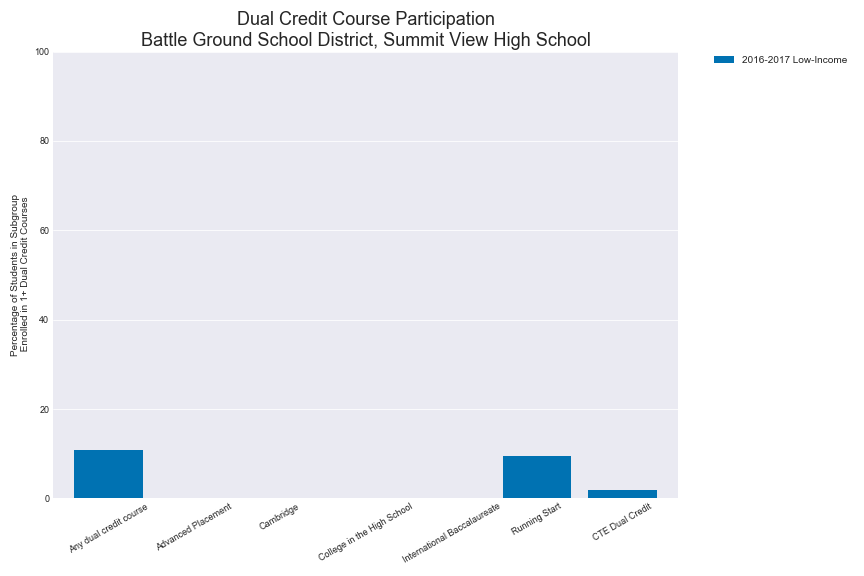 Dual Credit Course Participation
Battle Ground School District, Summit View High School
2016-2017 Low-Income
Percentage of Students in Subgroup
Enrolled in 1+ Dual Credit Courses
100
80
60
40
20
0
Any dual credit course
Advanced Placement
Cambridge
College in the High School
International Baccalaureate
Running Start
CTE Dual Credit